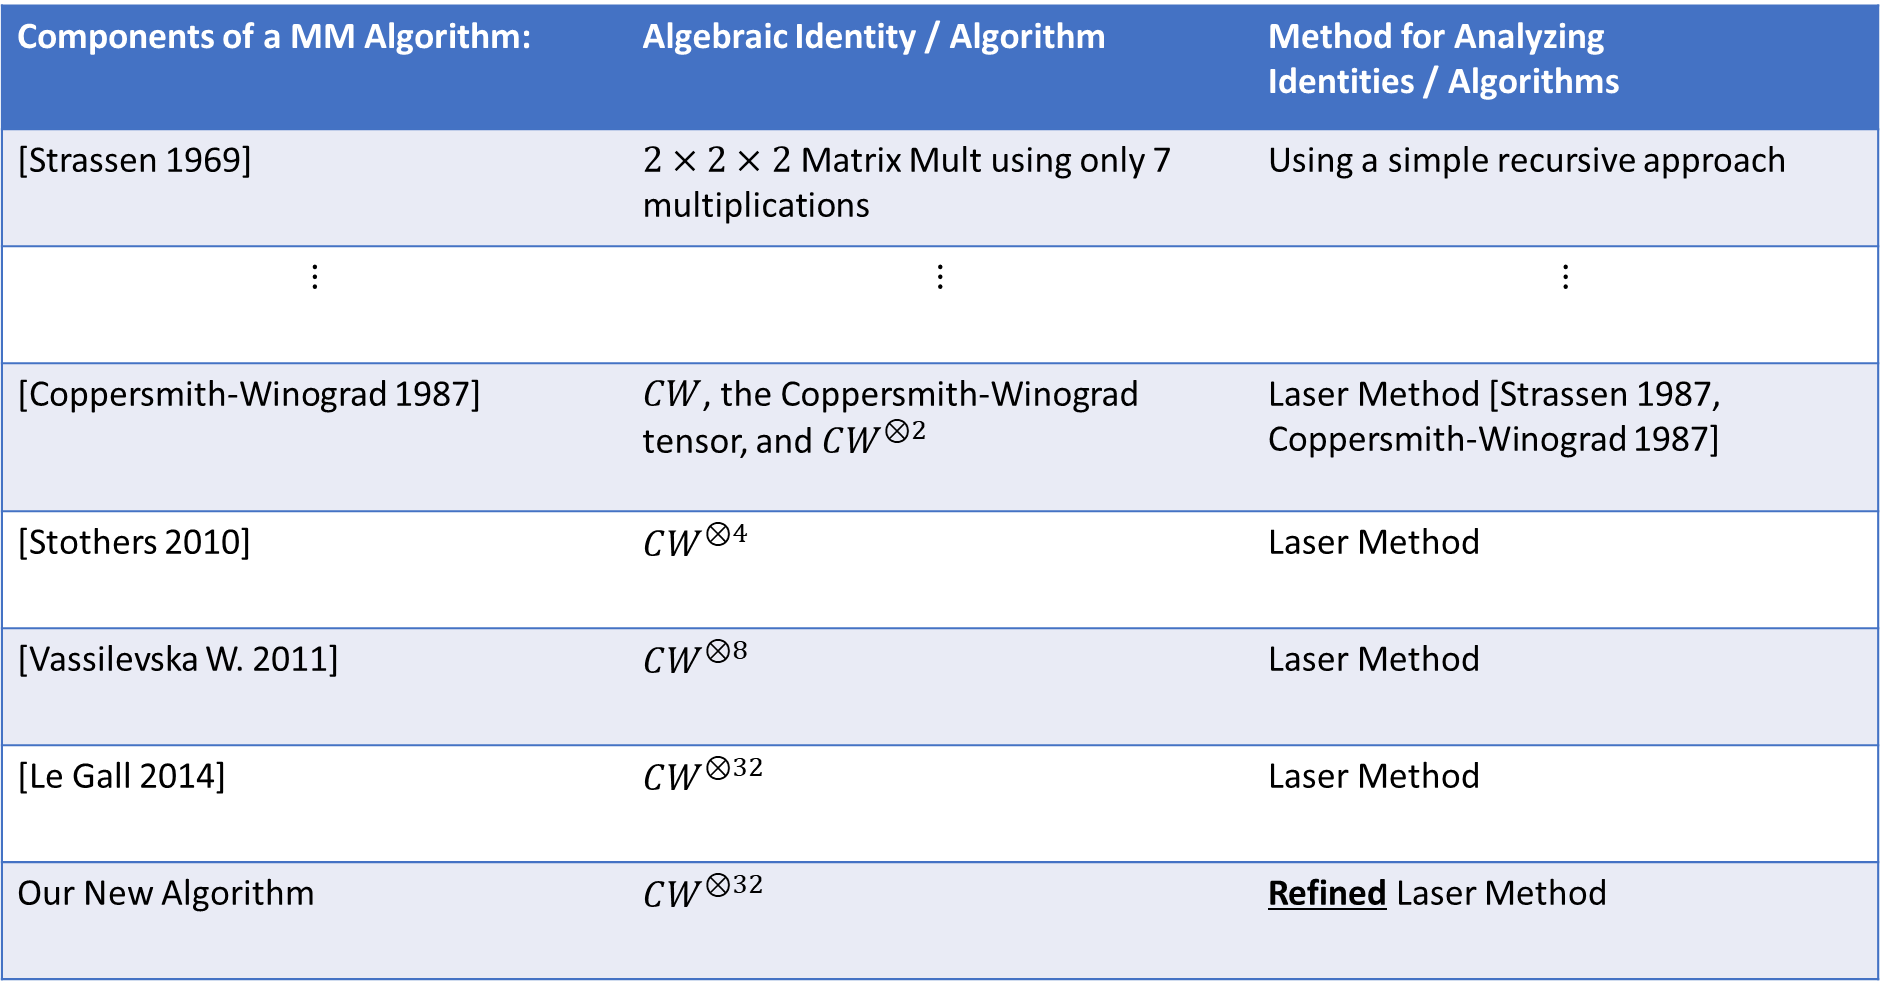 Components of a MM Algorithm:
Algebraic Identity / Algorithm
Method for Analyzing
Identities / Algorithms
[Strassen 1969]
2 × 2 × 2 Matrix Mult using only 7
multiplications
Using a simple recursive approach
⋮
⋮
⋮
[Coppersmith-Winograd 1987]
CW, the Coppersmith-Winograd
tensor, and CW^⊗2
Laser Method [Strassen 1987,
Coppersmith-Winograd 1987]
[Stothers 2010]
CW^⊗4
Laser Method
[Vassilevska W. 2011]
CW^⊗8
Laser Method
[Le Gall 2014]
CW^⊗32
Laser Method
Our New Algorithm
CW^⊗32
Refined Laser Method